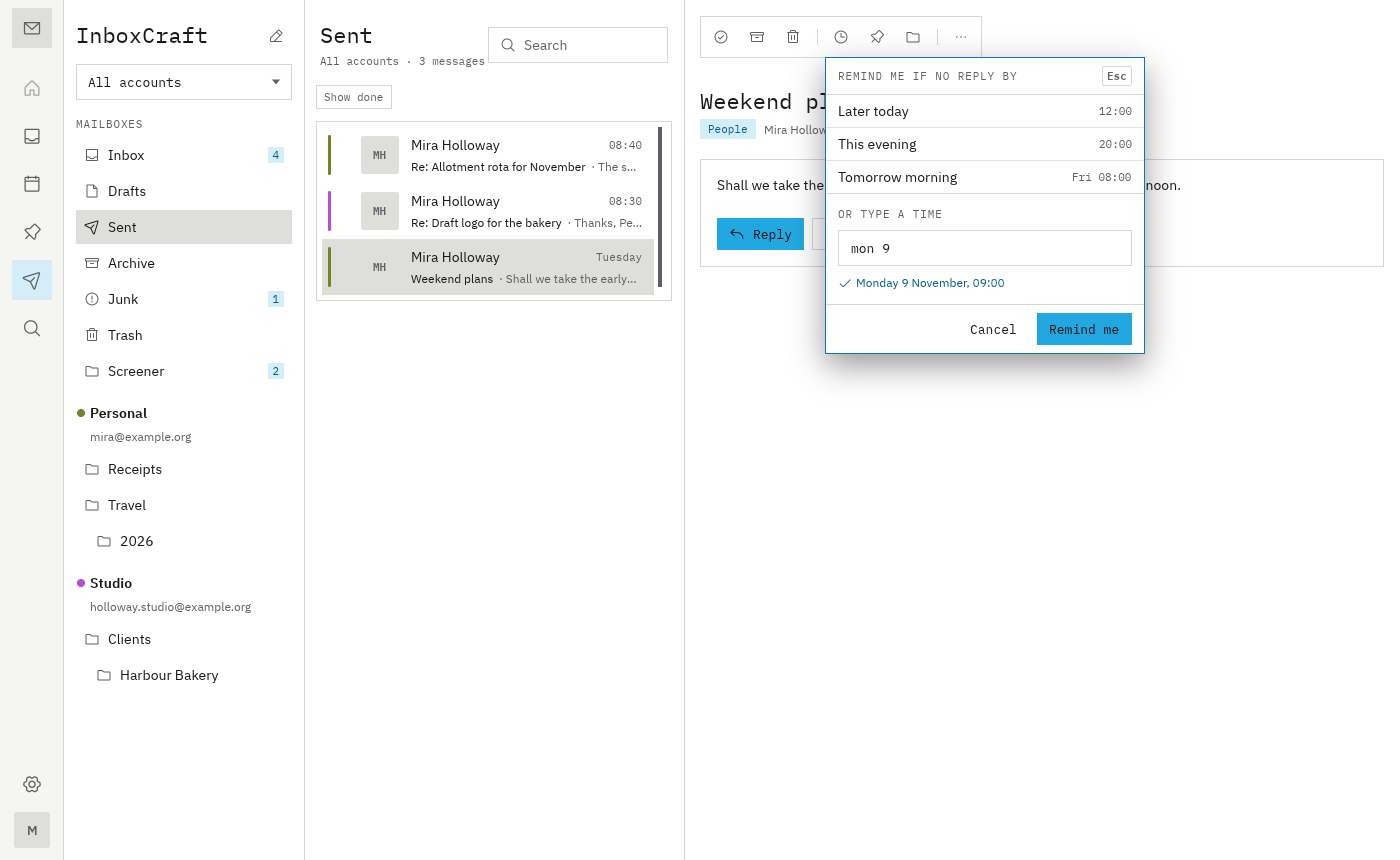 InboxCraft
All accounts
MAILBOXES
Inbox 4
Drafts
Sent
Archive
Junk 1
Trash
Screener 2
Personal
mira@example.org
Receipts
Travel
2026
Studio
holloway.studio@example.org
Clients
Harbour Bakery
M
Sent
All accounts · 3 messages
Search
Show done
MH Mira Holloway 08:40
Re: Allotment rota for November · The s…
MH Mira Holloway 08:30
Re: Draft logo for the bakery · Thanks, Pe…
MH Mira Holloway Tuesday
Weekend plans · Shall we take the early…
Weekend pl
People Mira Hollow
Shall we take the noon.
Reply
REMIND ME IF NO REPLY BY Esc
Later today 12:00
This evening 20:00
Tomorrow morning Fri 08:00
OR TYPE A TIME
mon 9
Monday 9 November, 09:00
Cancel Remind me